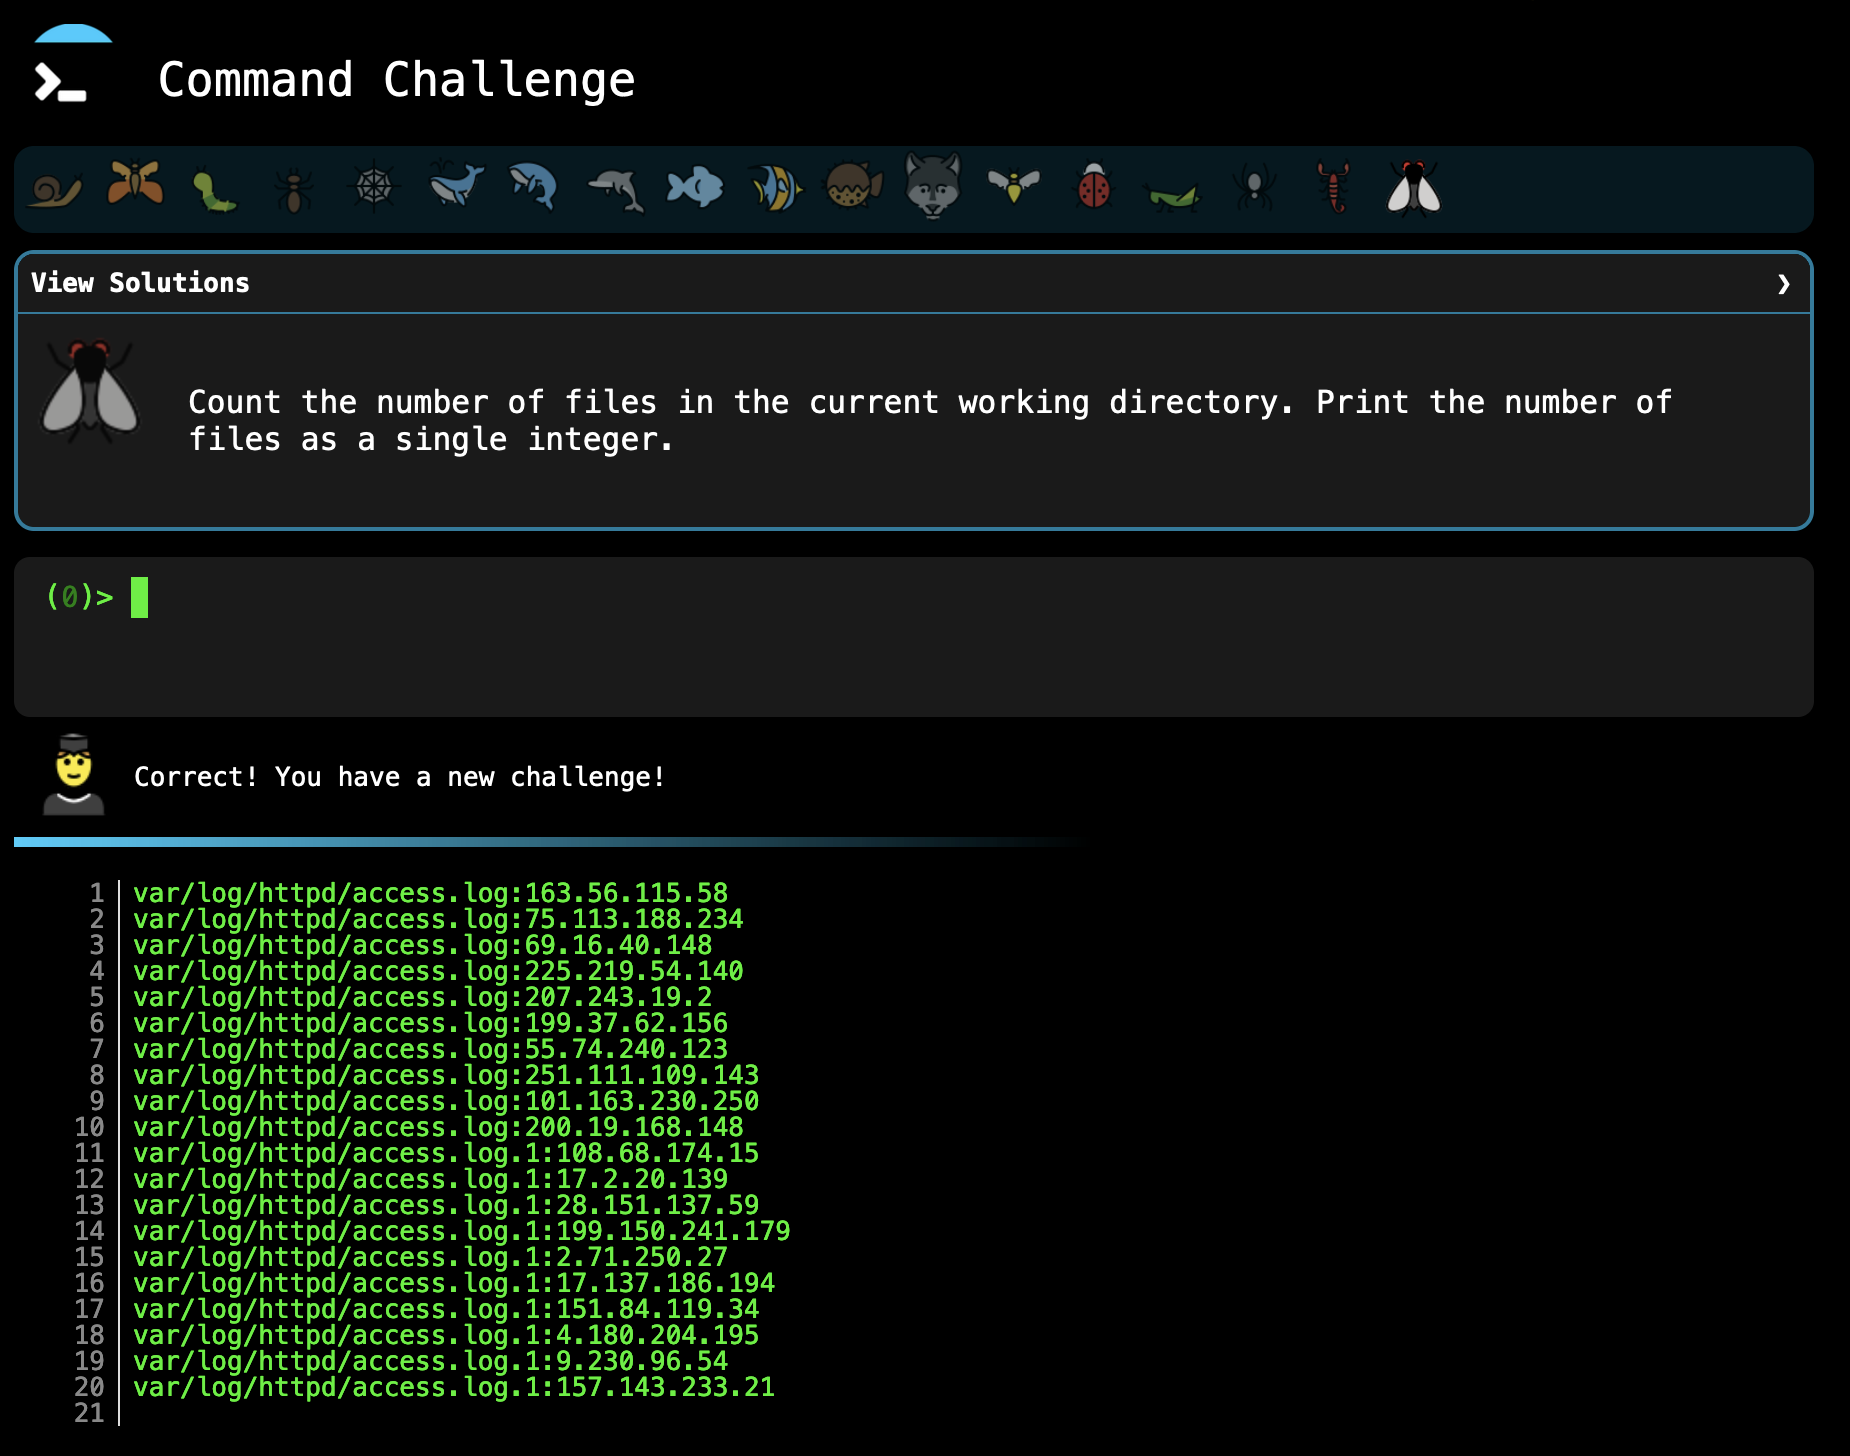 Command Challenge
View Solutions ❯
Count the number of files in the current working directory. Print the number of
files as a single integer.
(0)>
Correct! You have a new challenge!
1 var/log/httpd/access.log:163.56.115.58
2 var/log/httpd/access.log:75.113.188.234
3 var/log/httpd/access.log:69.16.40.148
4 var/log/httpd/access.log:225.219.54.140
5 var/log/httpd/access.log:207.243.19.2
6 var/log/httpd/access.log:199.37.62.156
7 var/log/httpd/access.log:55.74.240.123
8 var/log/httpd/access.log:251.111.109.143
9 var/log/httpd/access.log:101.163.230.250
10 var/log/httpd/access.log:200.19.168.148
11 var/log/httpd/access.log.1:108.68.174.15
12 var/log/httpd/access.log.1:17.2.20.139
13 var/log/httpd/access.log.1:28.151.137.59
14 var/log/httpd/access.log.1:199.150.241.179
15 var/log/httpd/access.log.1:2.71.250.27
16 var/log/httpd/access.log.1:17.137.186.194
17 var/log/httpd/access.log.1:151.84.119.34
18 var/log/httpd/access.log.1:4.180.204.195
19 var/log/httpd/access.log.1:9.230.96.54
20 var/log/httpd/access.log.1:157.143.233.21
21